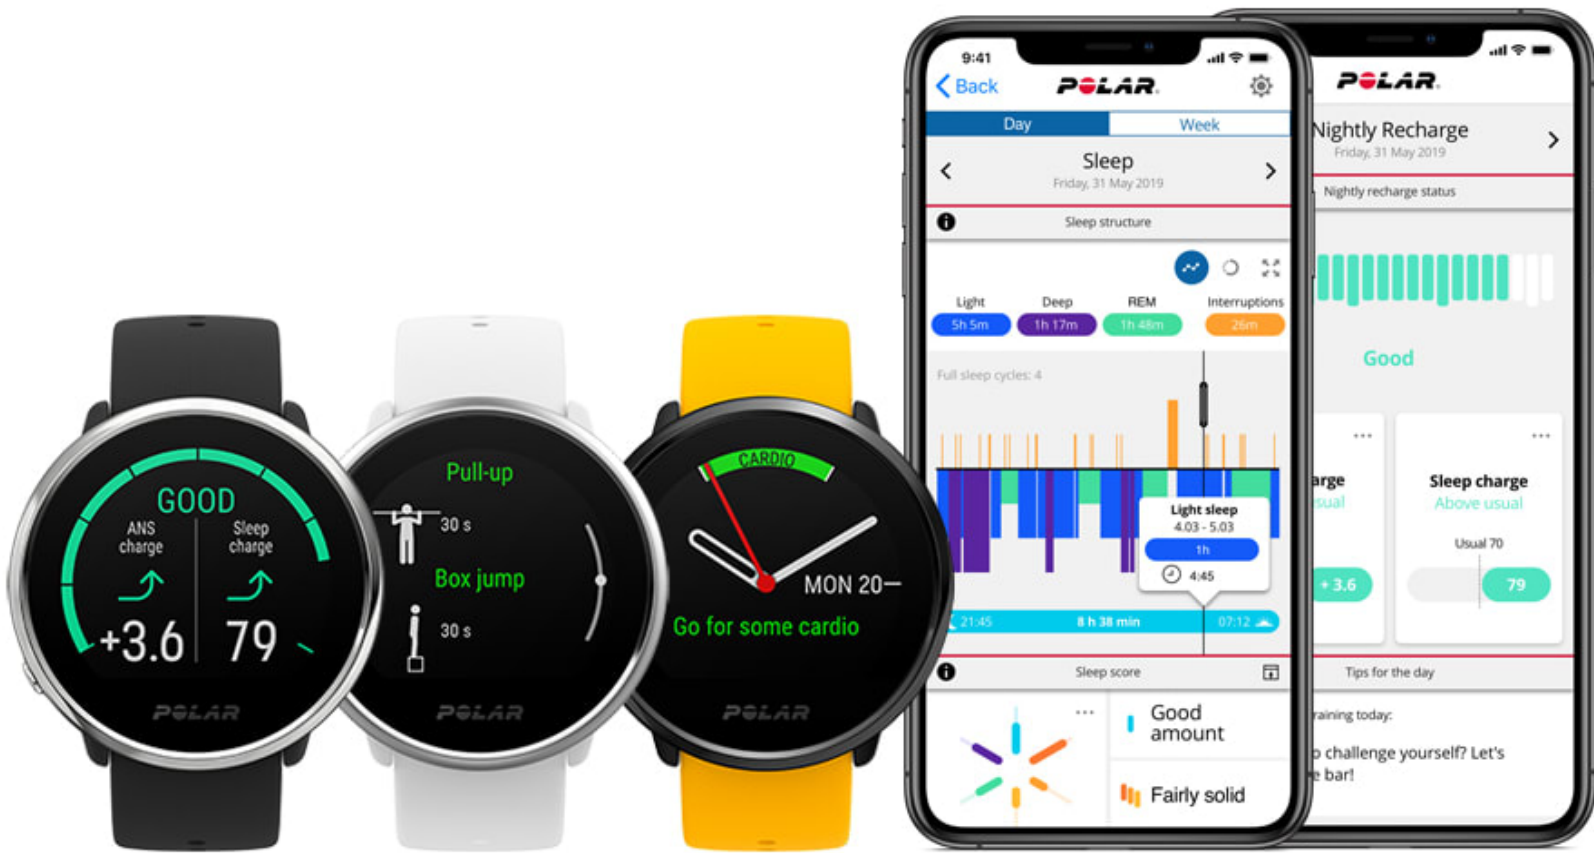 GOOD
ANS
charge
Sleep
charge
+3.6
79
POLAR
Pull-up
30 s
Box jump
30 s
POLAR
CARDIO
MON 20
Go for some cardio
POLAR
9:41
Back
POLAR
Day
Week
Sleep
Friday, 31 May 2019
Sleep structure
Light
Deep
REM
Interruptions
5h 5m
1h 17m
1h 48m
26m
Full sleep cycles: 4
Light sleep
4.03 - 5.03
1h
4:45
21:45
8 h 38 min
07:12
Sleep score
Good
amount
Fairly solid
POLAR
Nightly Recharge
Friday, 31 May 2019
Nightly recharge status
Good
arge
sual
+ 3.6
Sleep charge
Above usual
Usual 70
79
Tips for the day
raining today:
o challenge yourself? Let's
e bar!